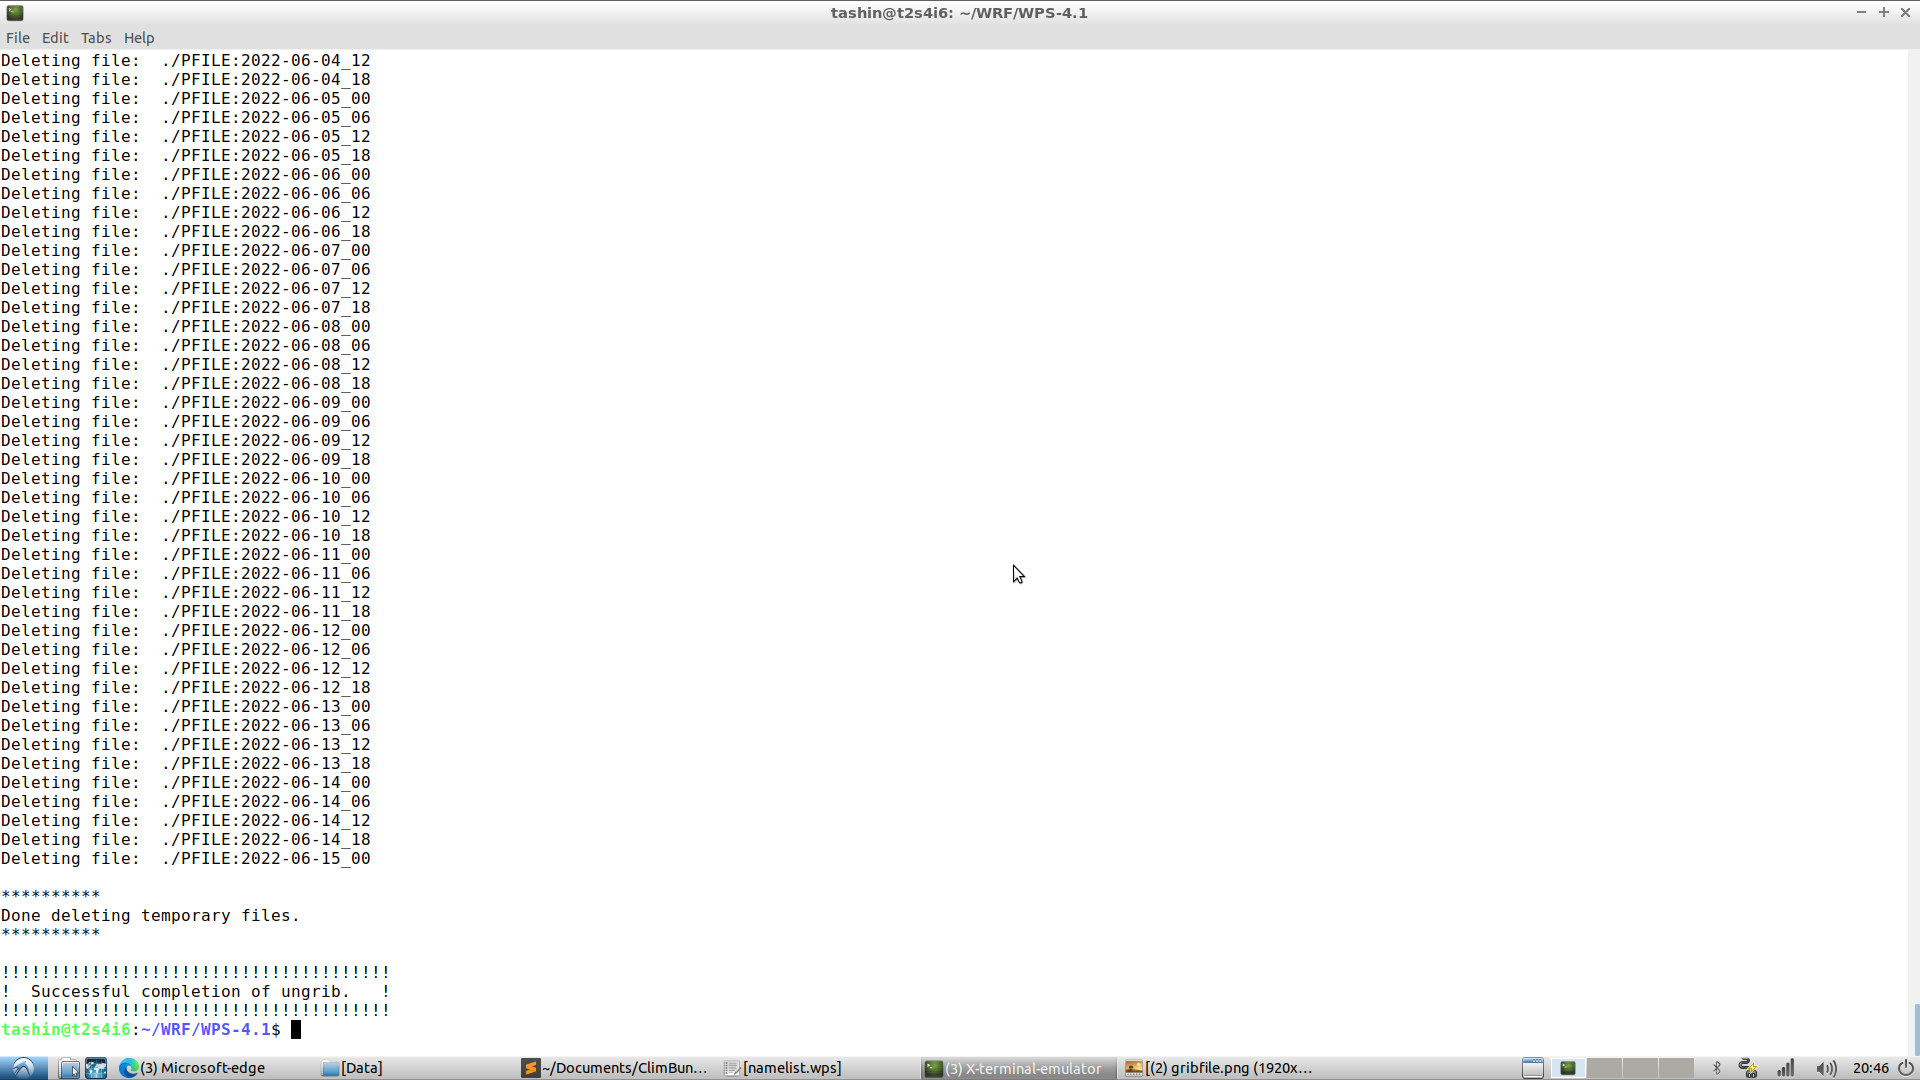 tashin@t2s4i6: ~/WRF/WPS-4.1
File Edit Tabs Help
Deleting file:  ./PFILE:2022-06-04_12
Deleting file:  ./PFILE:2022-06-04_18
Deleting file:  ./PFILE:2022-06-05_00
Deleting file:  ./PFILE:2022-06-05_06
Deleting file:  ./PFILE:2022-06-05_12
Deleting file:  ./PFILE:2022-06-05_18
Deleting file:  ./PFILE:2022-06-06_00
Deleting file:  ./PFILE:2022-06-06_06
Deleting file:  ./PFILE:2022-06-06_12
Deleting file:  ./PFILE:2022-06-06_18
Deleting file:  ./PFILE:2022-06-07_00
Deleting file:  ./PFILE:2022-06-07_06
Deleting file:  ./PFILE:2022-06-07_12
Deleting file:  ./PFILE:2022-06-07_18
Deleting file:  ./PFILE:2022-06-08_00
Deleting file:  ./PFILE:2022-06-08_06
Deleting file:  ./PFILE:2022-06-08_12
Deleting file:  ./PFILE:2022-06-08_18
Deleting file:  ./PFILE:2022-06-09_00
Deleting file:  ./PFILE:2022-06-09_06
Deleting file:  ./PFILE:2022-06-09_12
Deleting file:  ./PFILE:2022-06-09_18
Deleting file:  ./PFILE:2022-06-10_00
Deleting file:  ./PFILE:2022-06-10_06
Deleting file:  ./PFILE:2022-06-10_12
Deleting file:  ./PFILE:2022-06-10_18
Deleting file:  ./PFILE:2022-06-11_00
Deleting file:  ./PFILE:2022-06-11_06
Deleting file:  ./PFILE:2022-06-11_12
Deleting file:  ./PFILE:2022-06-11_18
Deleting file:  ./PFILE:2022-06-12_00
Deleting file:  ./PFILE:2022-06-12_06
Deleting file:  ./PFILE:2022-06-12_12
Deleting file:  ./PFILE:2022-06-12_18
Deleting file:  ./PFILE:2022-06-13_00
Deleting file:  ./PFILE:2022-06-13_06
Deleting file:  ./PFILE:2022-06-13_12
Deleting file:  ./PFILE:2022-06-13_18
Deleting file:  ./PFILE:2022-06-14_00
Deleting file:  ./PFILE:2022-06-14_06
Deleting file:  ./PFILE:2022-06-14_12
Deleting file:  ./PFILE:2022-06-14_18
Deleting file:  ./PFILE:2022-06-15_00
**********
Done deleting temporary files.
**********
!!!!!!!!!!!!!!!!!!!!!!!!!!!!!!!!!!!!!!!
!  Successful completion of ungrib.   !
!!!!!!!!!!!!!!!!!!!!!!!!!!!!!!!!!!!!!!!
tashin@t2s4i6:~/WRF/WPS-4.1$
(3) Microsoft-edge [Data] ~/Documents/ClimBun... [namelist.wps] (3) X-terminal-emulator [(2) gribfile.png (1920x... 20:46